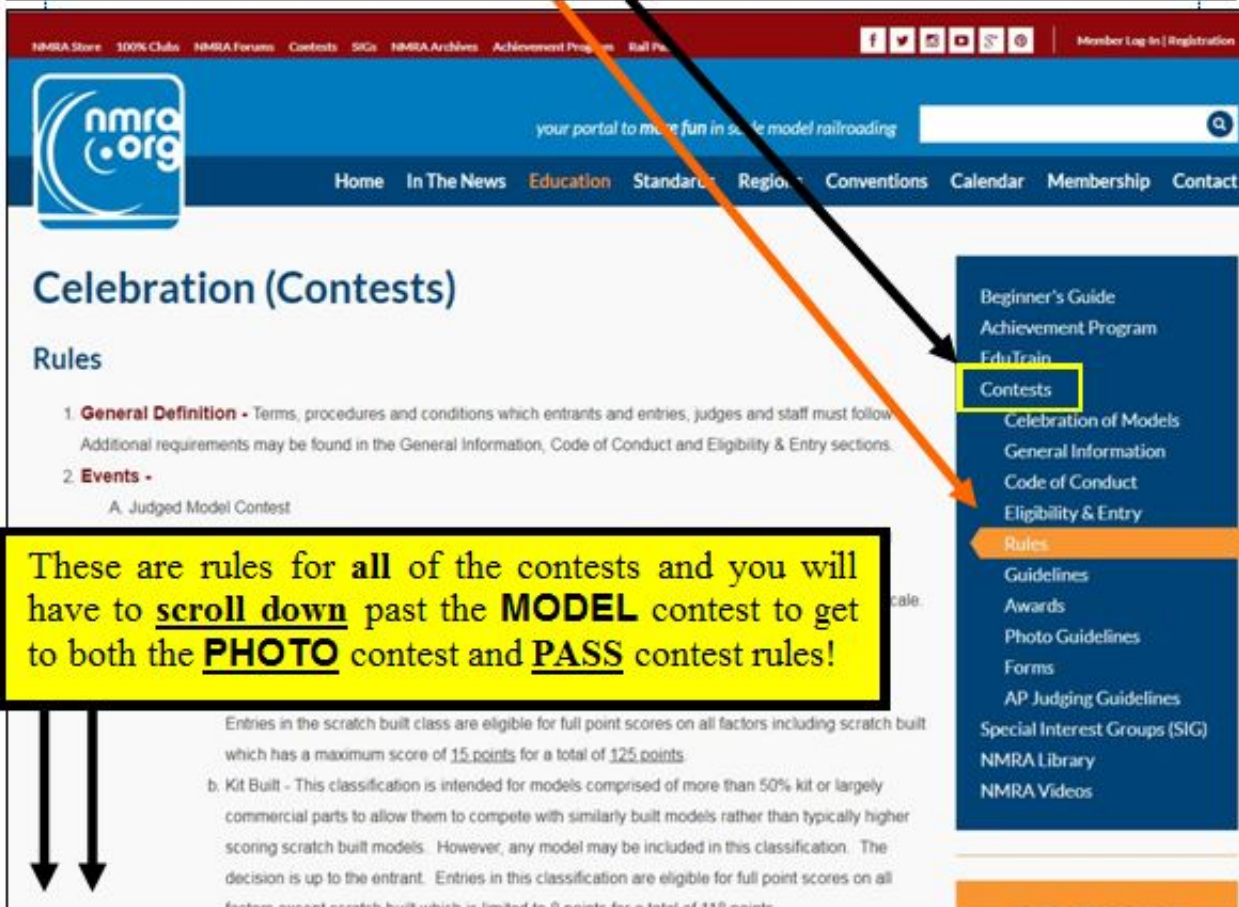 NMRA Store 100% Clubs NMRA Forums Contests SIGs NMRA Archives Achievement Program Rail
Member Log-In | Registration
nmra
.org
your portal to more fun in scale model railroading
Home In The News Education Standards Regions Conventions Calendar Membership Contact
Celebration (Contests)
Rules
1. General Definition - Terms, procedures and conditions which entrants and entries, judges and staff must follow
Additional requirements may be found in the General Information, Code of Conduct and Eligibility & Entry sections.
2. Events -
A. Judged Model Contest
These are rules for all of the contests and you will
have to scroll down past the MODEL contest to get
to both the PHOTO contest and PASS contest rules!
cale.
Entries in the scratch built class are eligible for full point scores on all factors including scratch built
which has a maximum score of 15 points for a total of 125 points.
b. Kit Built - This classification is intended for models comprised of more than 50% kit or largely
commercial parts to allow them to compete with similarly built models rather than typically higher
scoring scratch built models. However, any model may be included in this classification. The
decision is up to the entrant. Entries in this classification are eligible for full point scores on all
Beginner's Guide
Achievement Program
EduTrain
Contests
Celebration of Models
General Information
Code of Conduct
Eligibility & Entry
Rules
Guidelines
Awards
Photo Guidelines
Forms
AP Judging Guidelines
Special Interest Groups (SIG)
NMRA Library
NMRA Videos